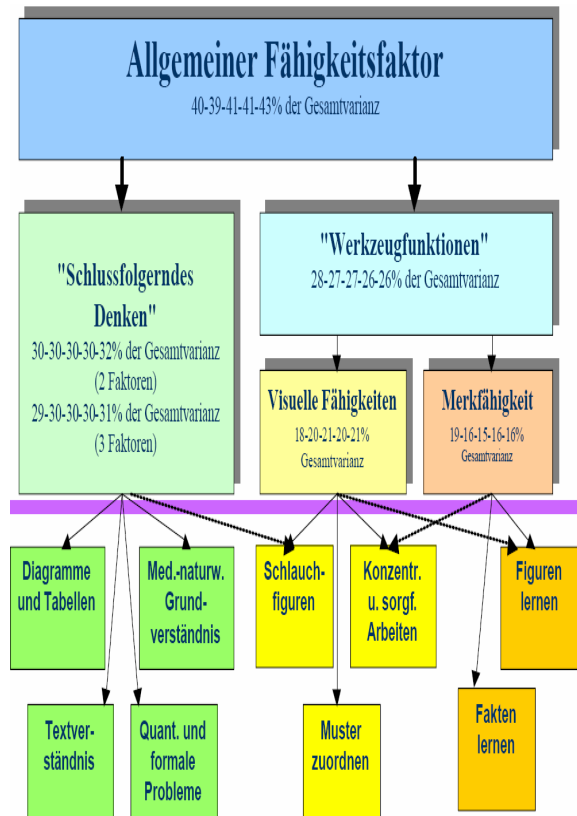 Allgemeiner Fähigkeitsfaktor
40-39-41-41-43% der Gesamtvarianz
"Schlussfolgerndes
Denken"
30-30-30-30-32% der Gesamtvarianz
(2 Faktoren)
29-30-30-30-31% der Gesamtvarianz
(3 Faktoren)
"Werkzeugfunktionen"
28-27-27-26-26% der Gesamtvarianz
Visuelle Fähigkeiten
18-20-21-20-21%
Gesamtvarianz
Merkfähigkeit
19-16-15-16-16%
Gesamtvarianz
Diagramme
und Tabellen
Med.-naturw.
Grund-
verständnis
Schlauch-
figuren
Konzentr.
u. sorgf.
Arbeiten
Figuren
lernen
Textver-
ständnis
Quant. und
formale
Probleme
Muster
zuordnen
Fakten
lernen